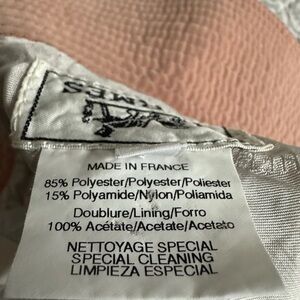 MADE IN FRANCE
85% Polyester/Polyester/Poliester
15% Polyamide/Nylon/Poliamida
Doublure/Lining/Forro
100% Acétate/Acetate/Acetato
NETTOYAGE SPECIAL
SPECIAL CLEANING
LIMPIEZA ESPECIAL